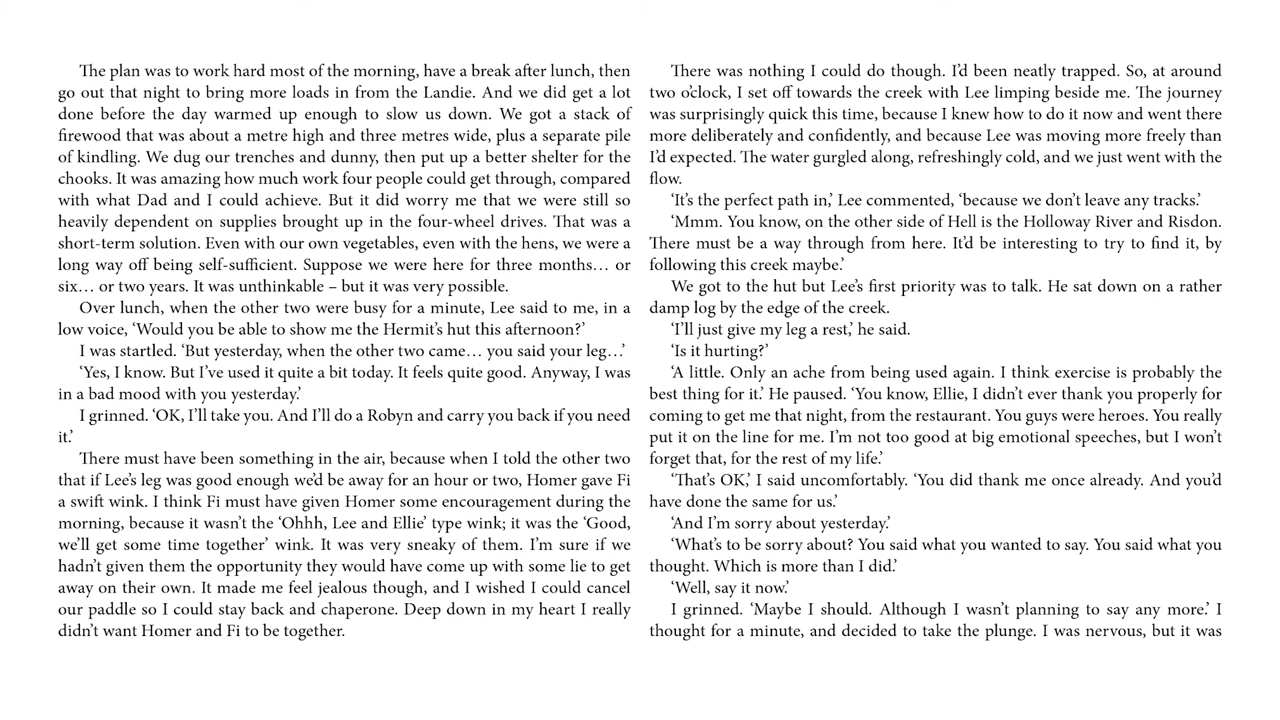 The plan was to work hard most of the morning, have a break after lunch, then
go out that night to bring more loads in from the Landie. And we did get a lot
done before the day warmed up enough to slow us down. We got a stack of
firewood that was about a metre high and three metres wide, plus a separate pile
of kindling. We dug our trenches and dunny, then put up a better shelter for the
chooks. It was amazing how much work four people could get through, compared
with what Dad and I could achieve. But it did worry me that we were still so
heavily dependent on supplies brought up in the four-wheel drives. That was a
short-term solution. Even with our own vegetables, even with the hens, we were a
long way off being self-sufficient. Suppose we were here for three months… or
six… or two years. It was unthinkable – but it was very possible.
Over lunch, when the other two were busy for a minute, Lee said to me, in a
low voice, ‘Would you be able to show me the Hermit’s hut this afternoon?’
I was startled. ‘But yesterday, when the other two came… you said your leg…’
‘Yes, I know. But I’ve used it quite a bit today. It feels quite good. Anyway, I was
in a bad mood with you yesterday.’
I grinned. ‘OK, I’ll take you. And I’ll do a Robyn and carry you back if you need
it.’
There must have been something in the air, because when I told the other two
that if Lee’s leg was good enough we’d be away for an hour or two, Homer gave Fi
a swift wink. I think Fi must have given Homer some encouragement during the
morning, because it wasn’t the ‘Ohhh, Lee and Ellie’ type wink; it was the ‘Good,
we’ll get some time together’ wink. It was very sneaky of them. I’m sure if we
hadn’t given them the opportunity they would have come up with some lie to get
away on their own. It made me feel jealous though, and I wished I could cancel
our paddle so I could stay back and chaperone. Deep down in my heart I really
didn’t want Homer and Fi to be together.
There was nothing I could do though. I’d been neatly trapped. So, at around
two o’clock, I set off towards the creek with Lee limping beside me. The journey
was surprisingly quick this time, because I knew how to do it now and went there
more deliberately and confidently, and because Lee was moving more freely than
I’d expected. The water gurgled along, refreshingly cold, and we just went with the
flow.
‘It’s the perfect path in,’ Lee commented, ‘because we don’t leave any tracks.’
‘Mmm. You know, on the other side of Hell is the Holloway River and Risdon.
There must be a way through from here. It’d be interesting to try to find it, by
following this creek maybe.’
We got to the hut but Lee’s first priority was to talk. He sat down on a rather
damp log by the edge of the creek.
‘I’ll just give my leg a rest,’ he said.
‘Is it hurting?’
‘A little. Only an ache from being used again. I think exercise is probably the
best thing for it.’ He paused. ‘You know, Ellie, I didn’t ever thank you properly for
coming to get me that night, from the restaurant. You guys were heroes. You really
put it on the line for me. I’m not too good at big emotional speeches, but I won’t
forget that, for the rest of my life.’
‘That’s OK,’ I said uncomfortably. ‘You did thank me once already. And you’d
have done the same for us.’
‘And I’m sorry about yesterday.’
‘What’s to be sorry about? You said what you wanted to say. You said what you
thought. Which is more than I did.’
‘Well, say it now.’
I grinned. ‘Maybe I should. Although I wasn’t planning to say any more.’ I
thought for a minute, and decided to take the plunge. I was nervous, but it was